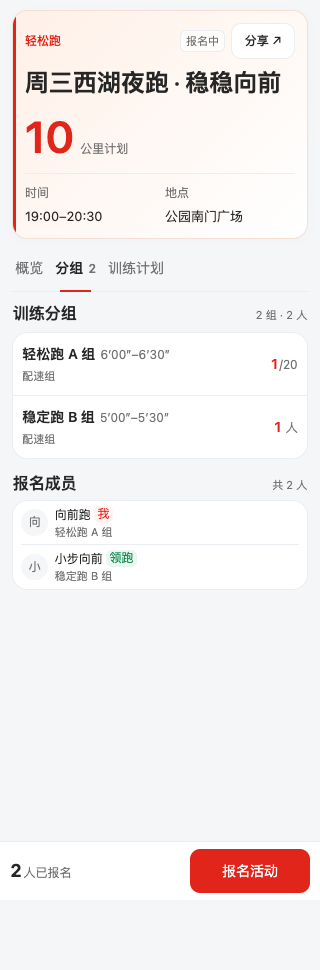 轻松跑 报名中 分享 ↗
周三西湖夜跑 · 稳稳向前
10 公里计划
时间 地点
19:00–20:30 公园南门广场
概览 分组 2 训练计划
训练分组 2 组 · 2 人
轻松跑 A 组 6′00″–6′30″
配速组
1/20
稳定跑 B 组 5′00″–5′30″
配速组
1 人
报名成员 共 2 人
向 向前跑 我
轻松跑 A 组
小 小步向前 领跑
稳定跑 B 组
2 人已报名 报名活动